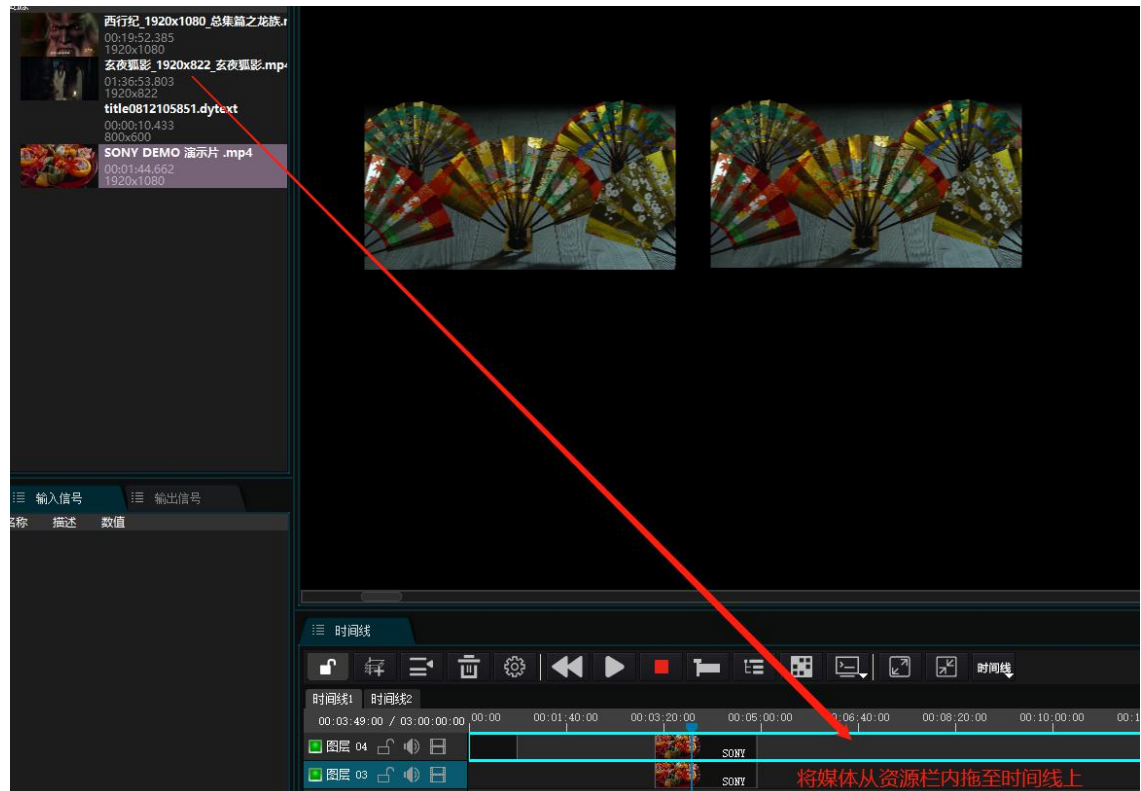 西行纪_1920x1080_总集篇之龙族.
00:19:52.385
1920x1080
玄夜狐影_1920x822_玄夜狐影.mp4
01:36:53.803
1920x822
title0812105851.dytext
00:00:10.433
800x600
SONY DEMO 演示片 .mp4
00:01:44.662
1920x1080
输入信号 输出信号
名称 描述 数值
时间线
时间线
时间线1 时间线2
00:03:49:00 / 03:00:00:00 00:00 00:01:40:00 00:03:20:00 00:05:00:00 00:06:40:00 00:08:20:00 00:10:00:00 00:1
图层 04 SONY
图层 03 SONY 将媒体从资源栏内拖至时间线上